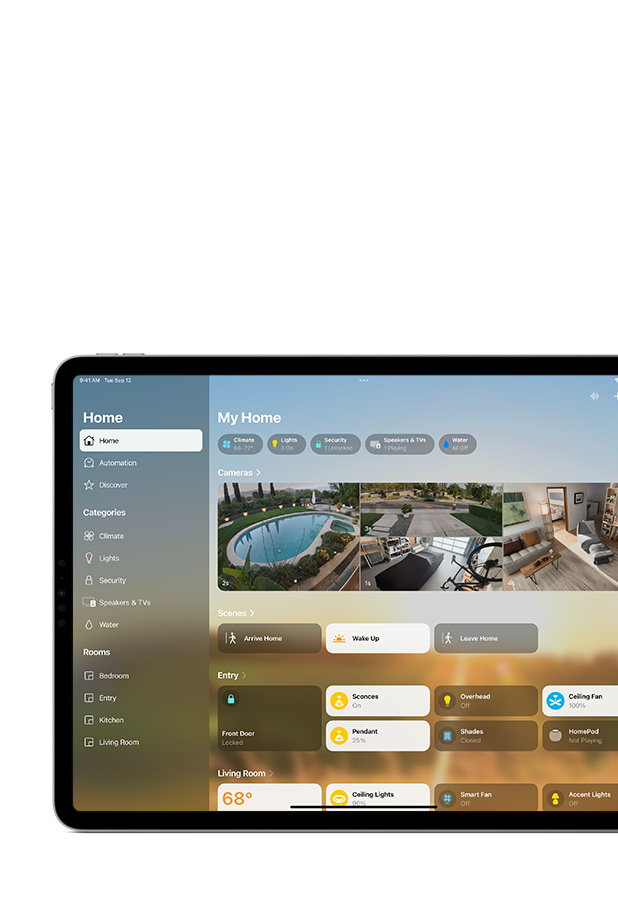 9:41 AM Tue Sep 12
Home
Home
Automation
Discover
Categories
Climate
Lights
Security
Speakers & TVs
Water
Rooms
Bedroom
Entry
Kitchen
Living Room
My Home
Climate
68–72°
Lights
3 On
Security
1 Unlocked
Speakers & TVs
1 Playing
Water
All Off
Cameras
2s
3s
1s
4s
Scenes
Arrive Home
Wake Up
Leave Home
Entry
Front Door
Locked
Sconces
On
Overhead
Off
Ceiling Fan
100%
Pendant
25%
Shades
Closed
HomePod
Not Playing
Living Room
68°
Ceiling Lights
90%
Smart Fan
Off
Accent Lights
Off